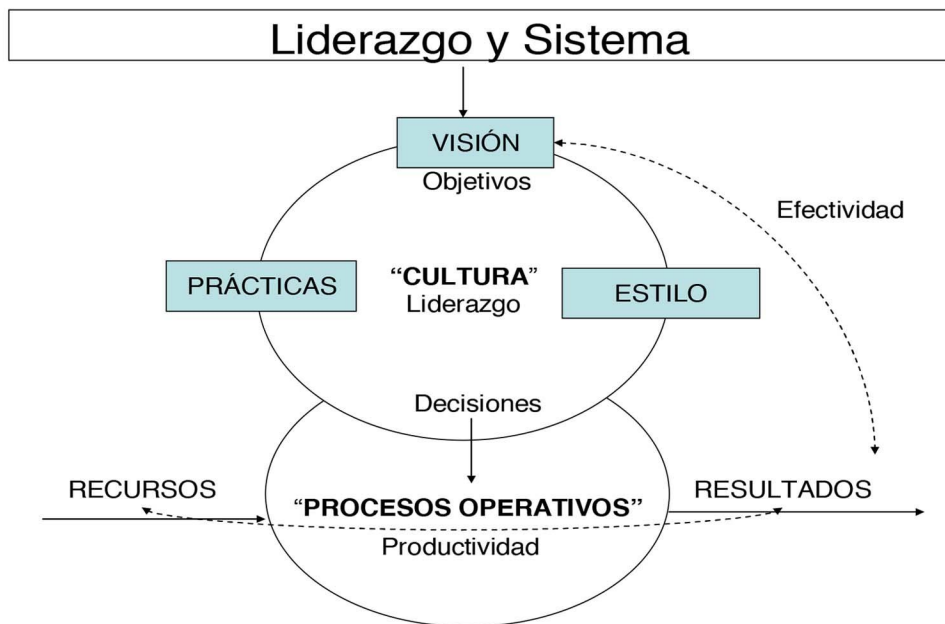 Liderazgo y Sistema
VISIÓN
Objetivos
Efectividad
PRÁCTICAS
“CULTURA”
Liderazgo
ESTILO
Decisiones
RECURSOS
“PROCESOS OPERATIVOS”
RESULTADOS
Productividad